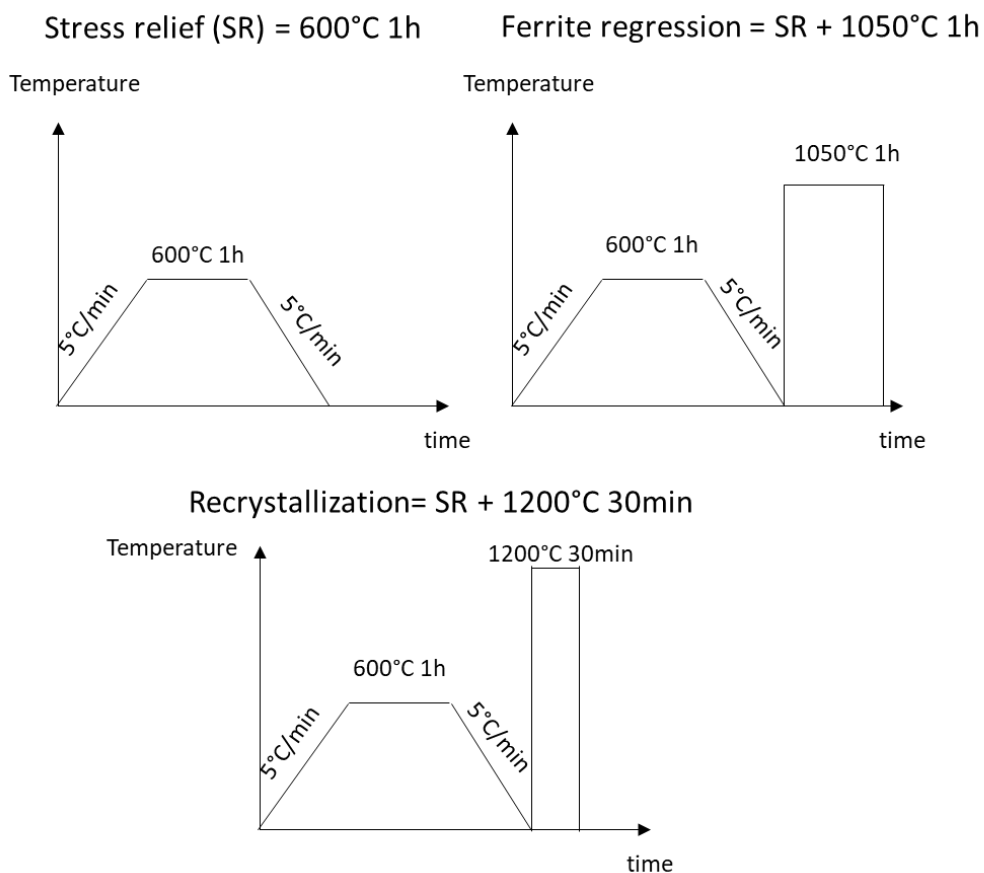 Stress relief (SR) = 600°C 1h
Temperature
600°C 1h
5°C/min
5°C/min
time
Ferrite regression = SR + 1050°C 1h
Temperature
1050°C 1h
600°C 1h
5°C/min
5°C/min
time
Recrystallization= SR + 1200°C 30min
Temperature
1200°C 30min
600°C 1h
5°C/min
5°C/min
time